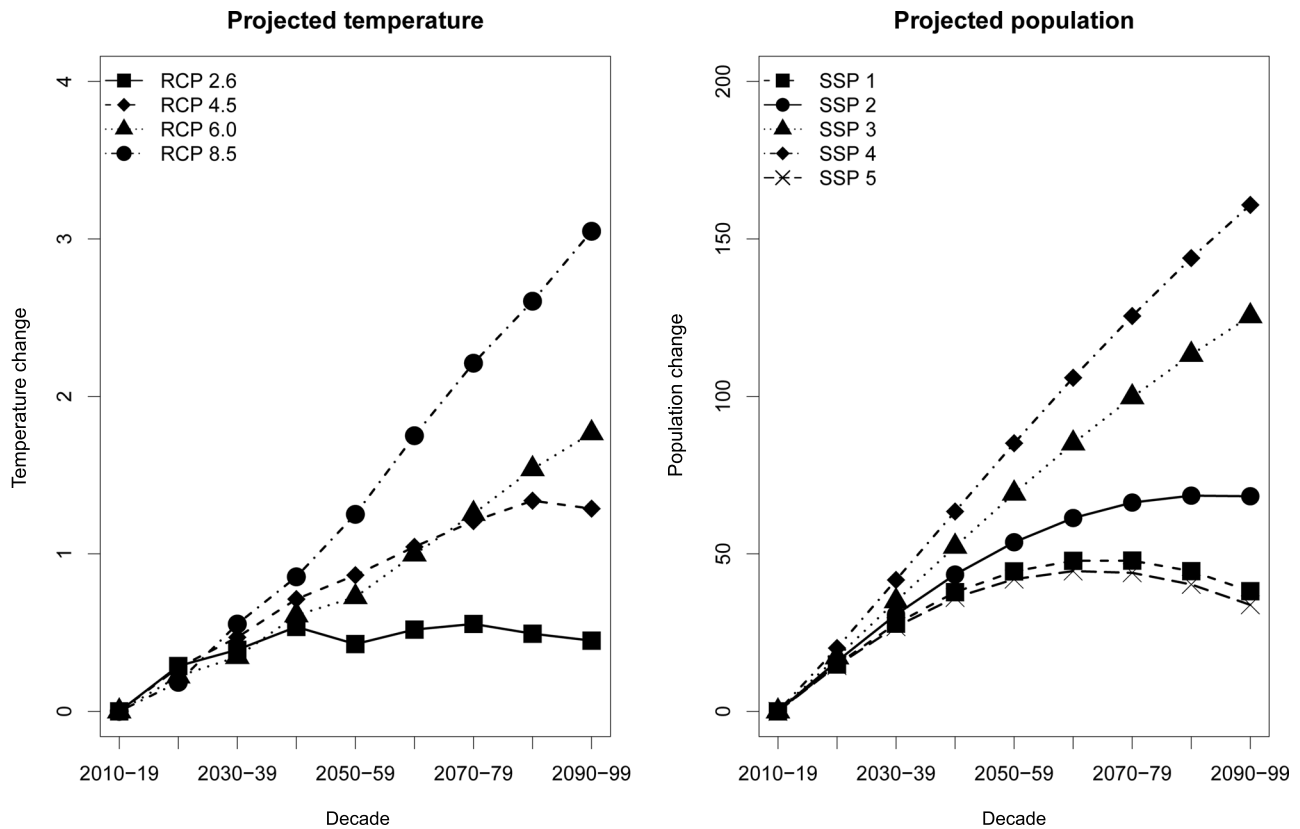 Projected temperature
4
3
2
1
0
Temperature change
RCP 2.6
RCP 4.5
RCP 6.0
RCP 8.5
2010−19 2030−39 2050−59 2070−79 2090−99
Decade
Projected population
200
150
100
50
0
Population change
SSP 1
SSP 2
SSP 3
SSP 4
SSP 5
2010−19 2030−39 2050−59 2070−79 2090−99
Decade